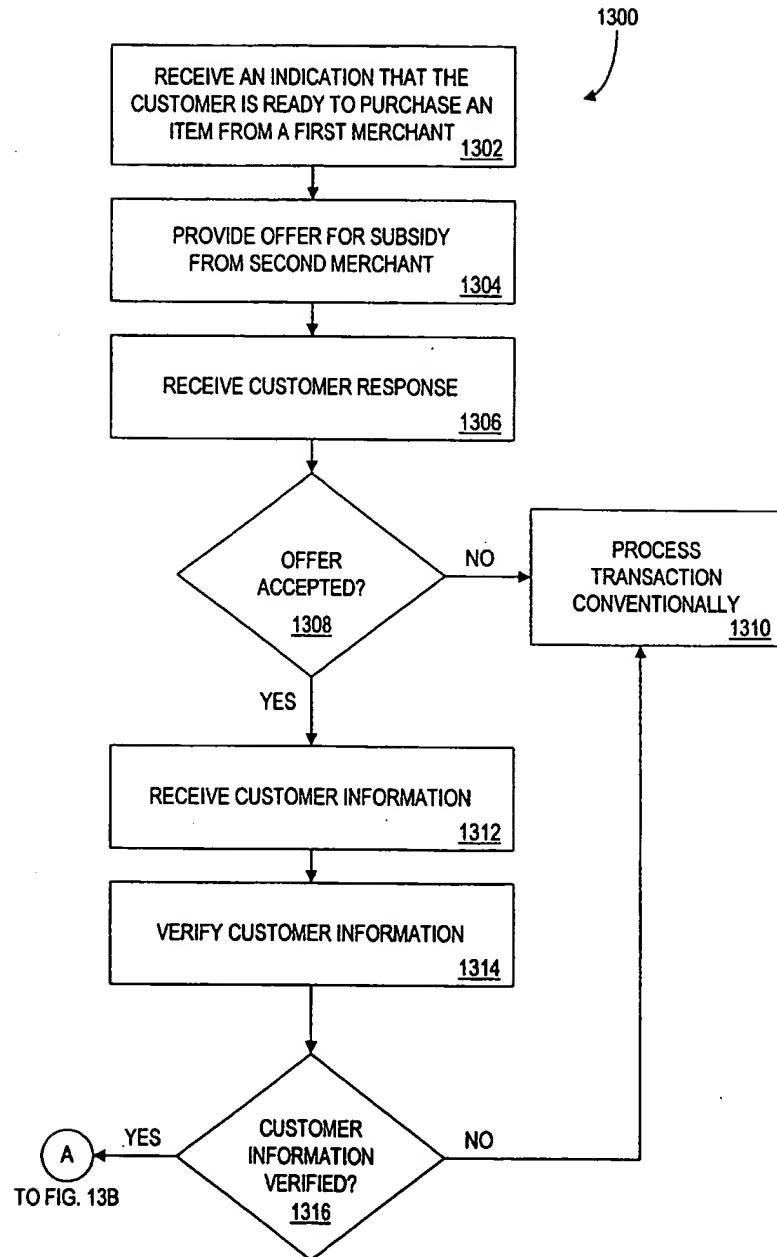 1300
RECEIVE AN INDICATION THAT THE
CUSTOMER IS READY TO PURCHASE AN
ITEM FROM A FIRST MERCHANT
1302
PROVIDE OFFER FOR SUBSIDY
FROM SECOND MERCHANT
1304
RECEIVE CUSTOMER RESPONSE
1306
OFFER
ACCEPTED?
1308
NO
PROCESS
TRANSACTION
CONVENTIONALLY
1310
YES
RECEIVE CUSTOMER INFORMATION
1312
VERIFY CUSTOMER INFORMATION
1314
CUSTOMER
INFORMATION
VERIFIED?
1316
YES
NO
A
TO FIG. 13B